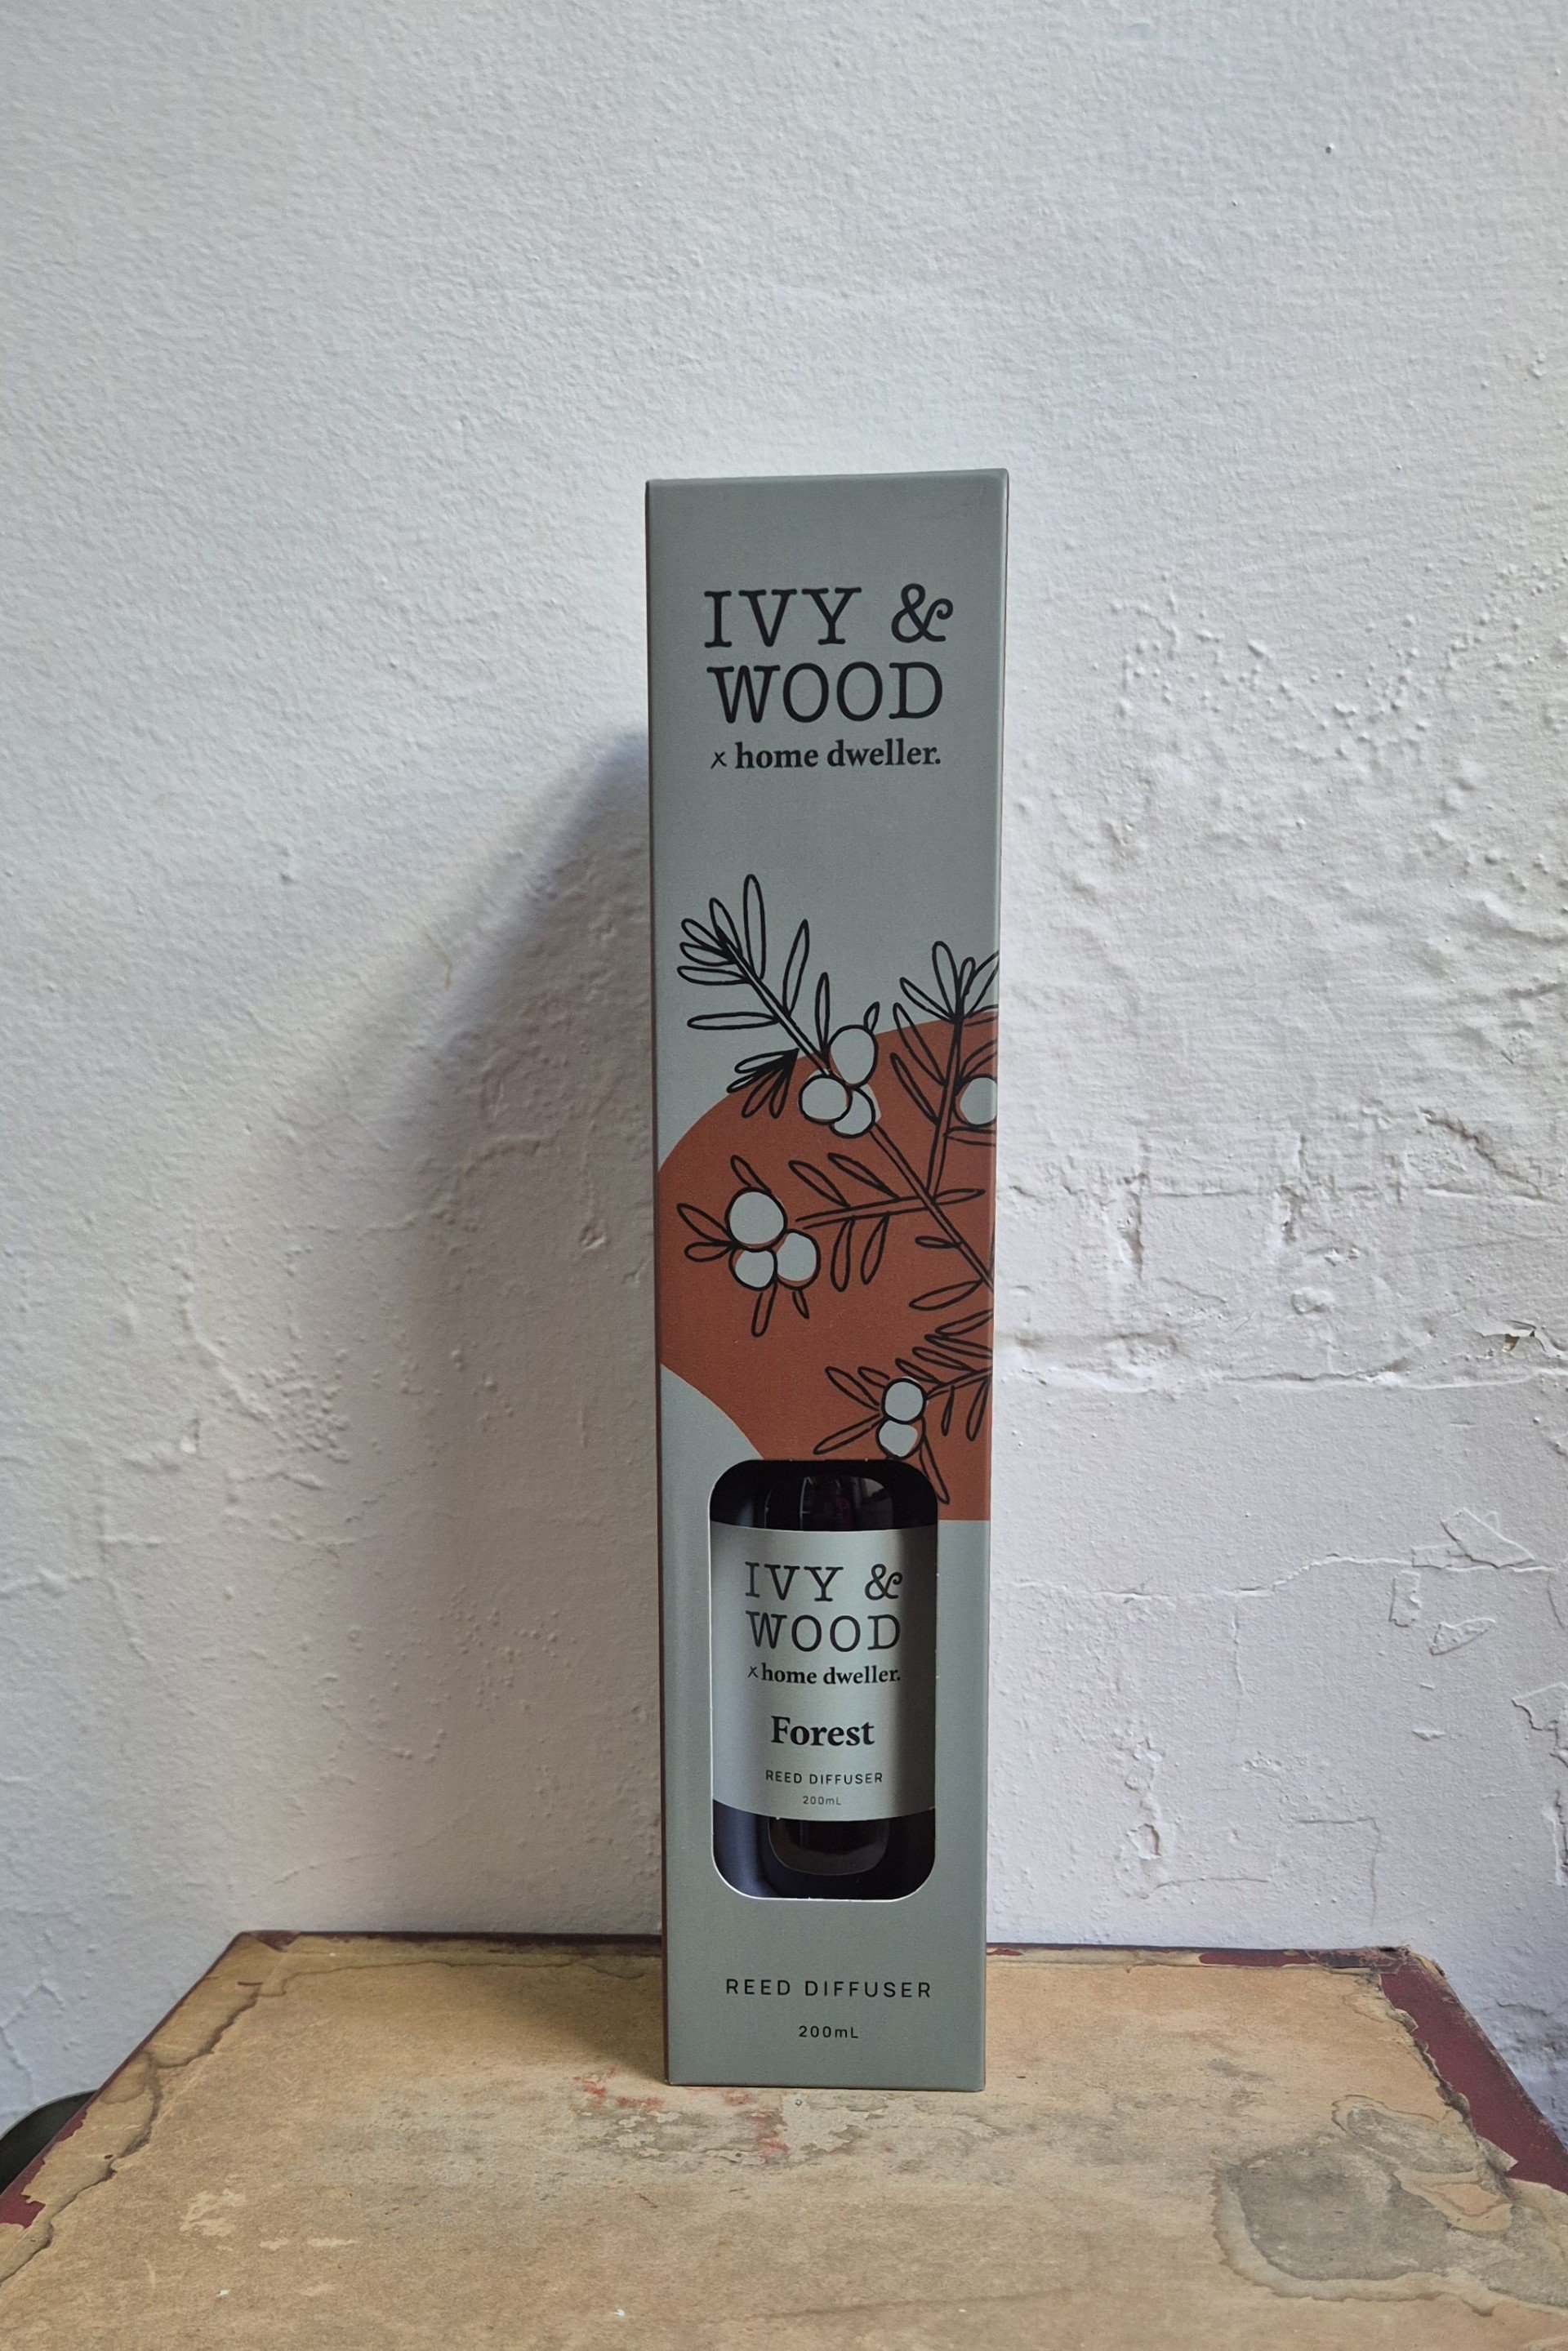 IVY &
WOOD
x home dweller.
IVY &
WOOD
x home dweller.
Forest
REED DIFFUSER
200mL
REED DIFFUSER
200mL